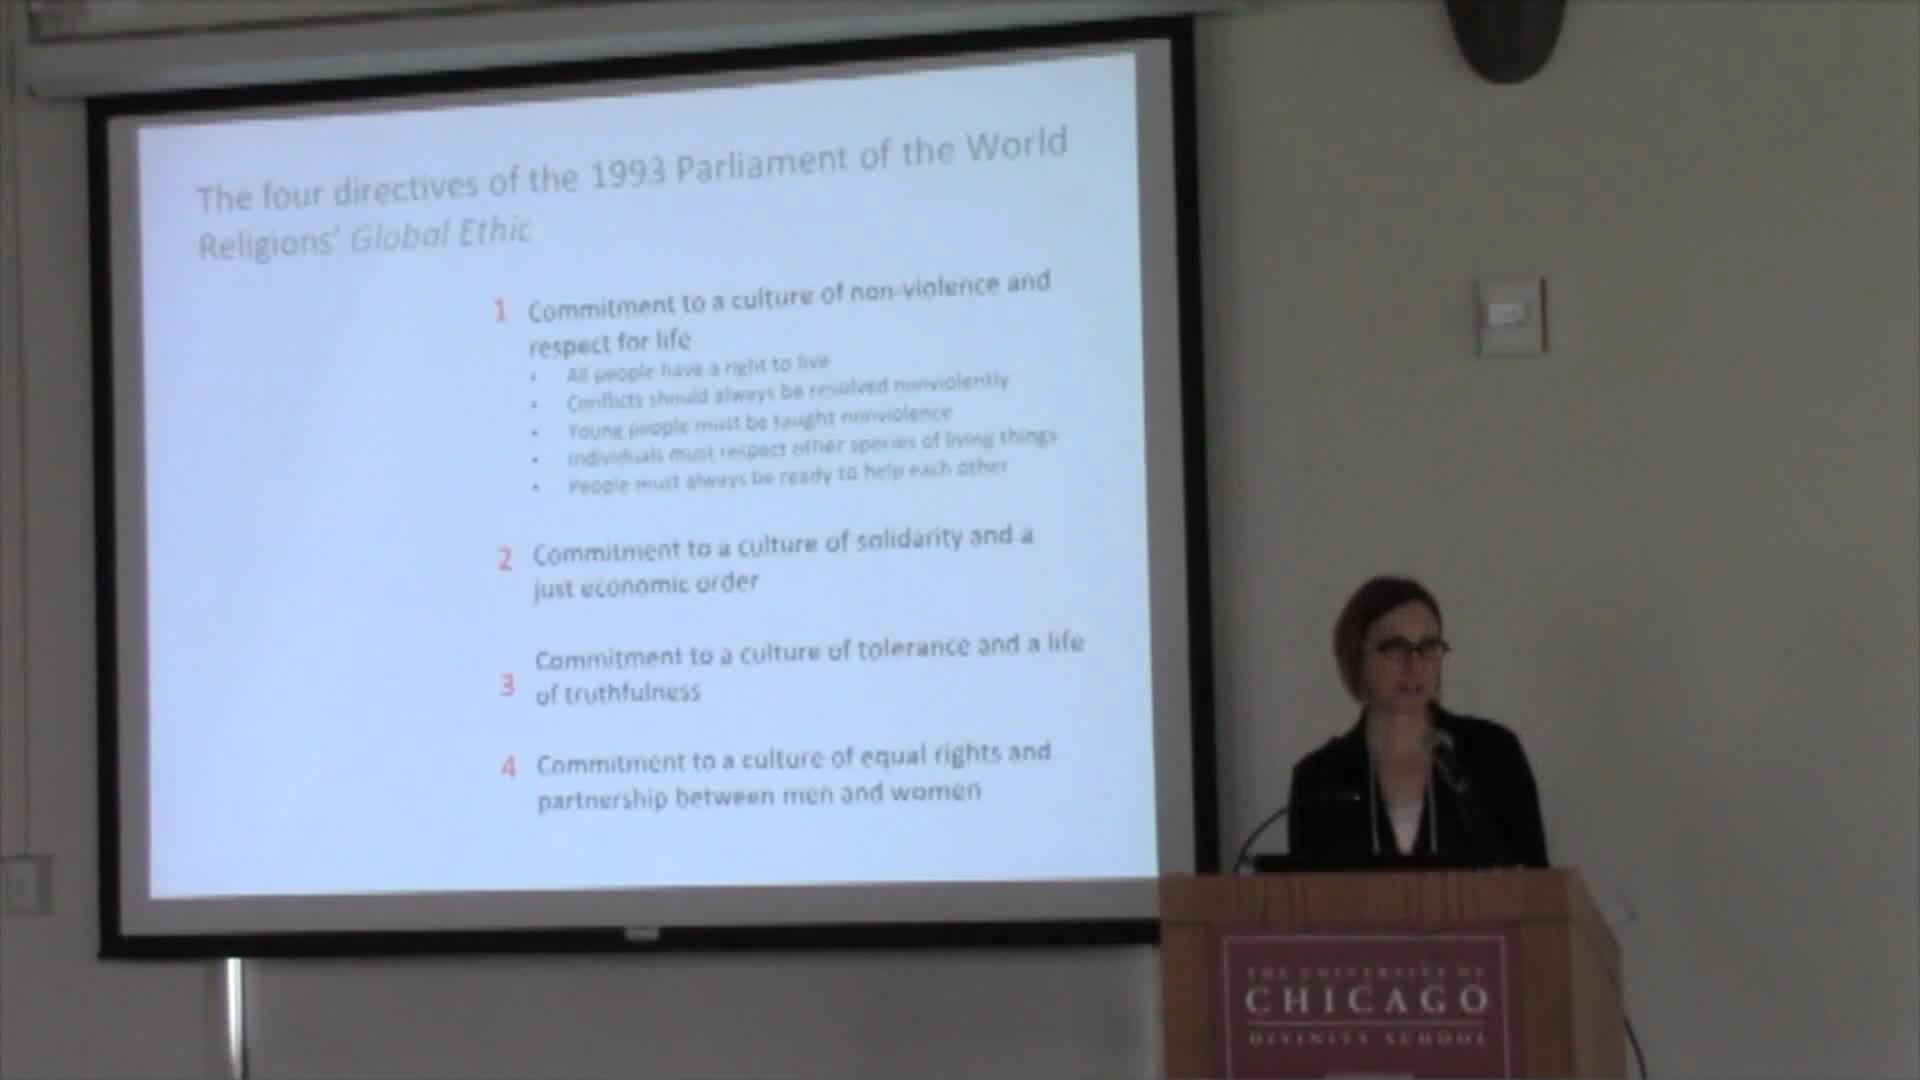 The four directives of the 1993 Parliament of the World
Religions' Global Ethic
1 Commitment to a culture of non-violence and
respect for life
• All people have a right to live
• Conflicts should always be resolved nonviolently
• Young people must be taught nonviolence
• Individuals must respect other species of living things
• People must always be ready to help each other
2 Commitment to a culture of solidarity and a
just economic order
3 Commitment to a culture of tolerance and a life
of truthfulness
4 Commitment to a culture of equal rights and
partnership between men and women
THE UNIVERSITY OF
CHICAGO
DIVINITY SCHOOL